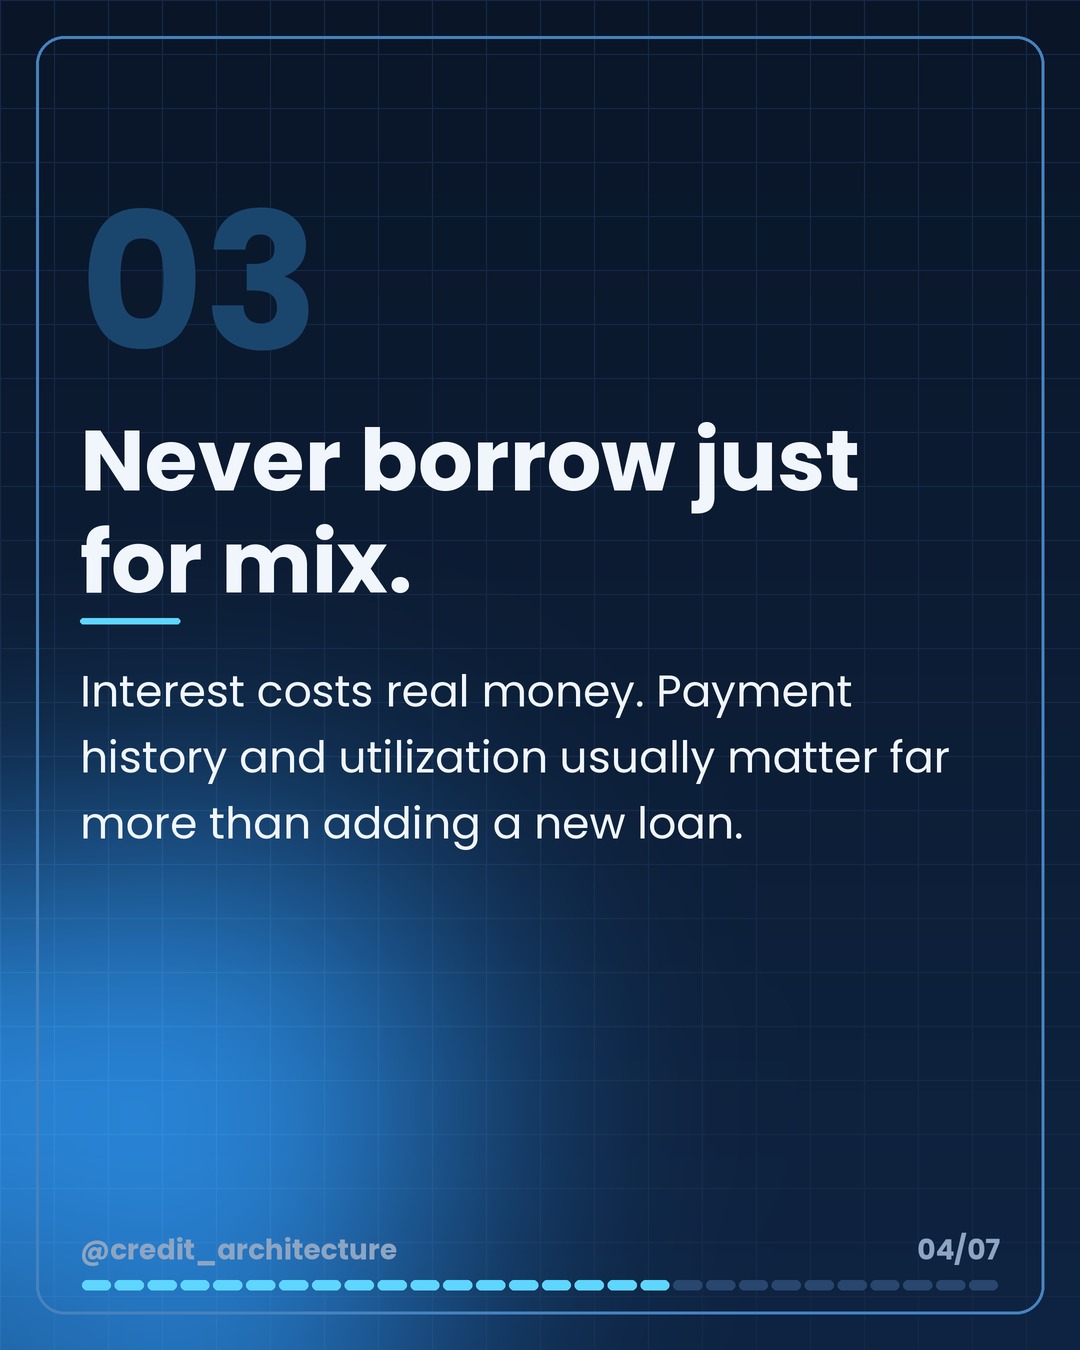 03
Never borrow just
for mix.
Interest costs real money. Payment
history and utilization usually matter far
more than adding a new loan.
@credit_architecture
04/07